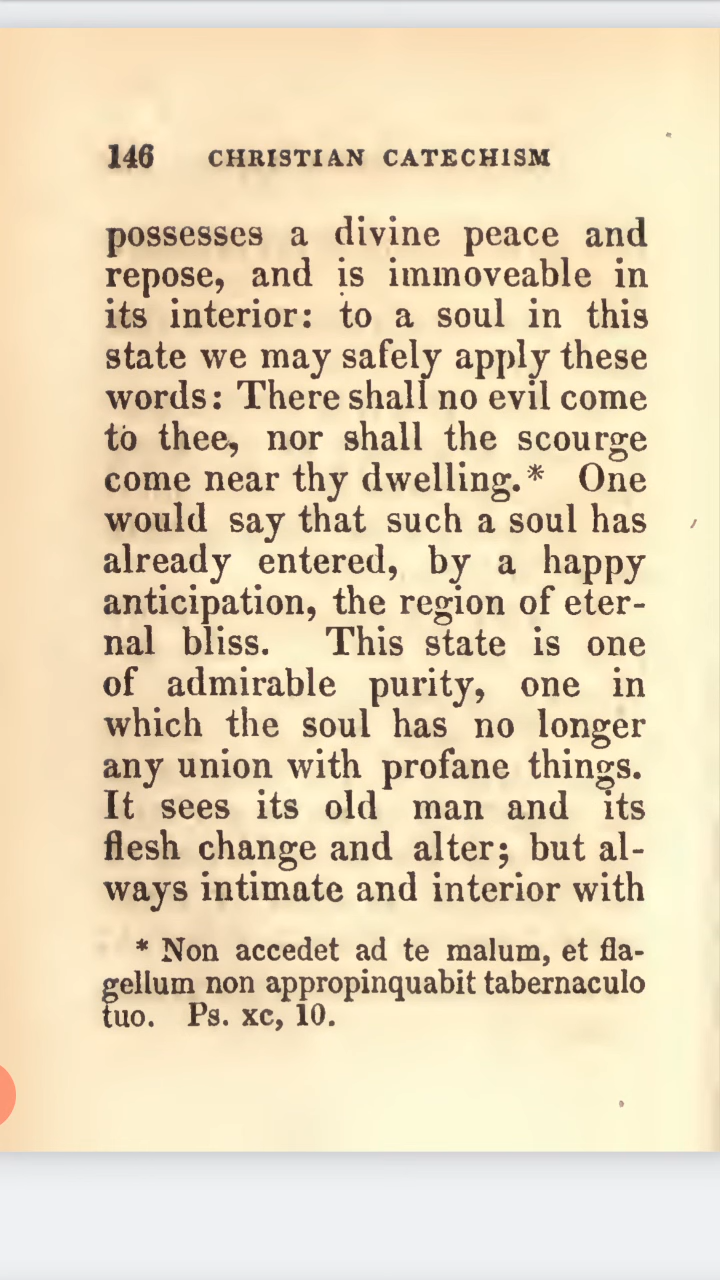 146 CHRISTIAN CATECHISM
possesses a divine peace and
repose, and is immoveable in
its interior: to a soul in this
state we may safely apply these
words: There shall no evil come
to thee, nor shall the scourge
come near thy dwelling.* One
would say that such a soul has
already entered, by a happy
anticipation, the region of eter-
nal bliss. This state is one
of admirable purity, one in
which the soul has no longer
any union with profane things.
It sees its old man and its
flesh change and alter; but al-
ways intimate and interior with
* Non accedet ad te malum, et fla-
gellum non appropinquabit tabernaculo
tuo. Ps. xc, 10.